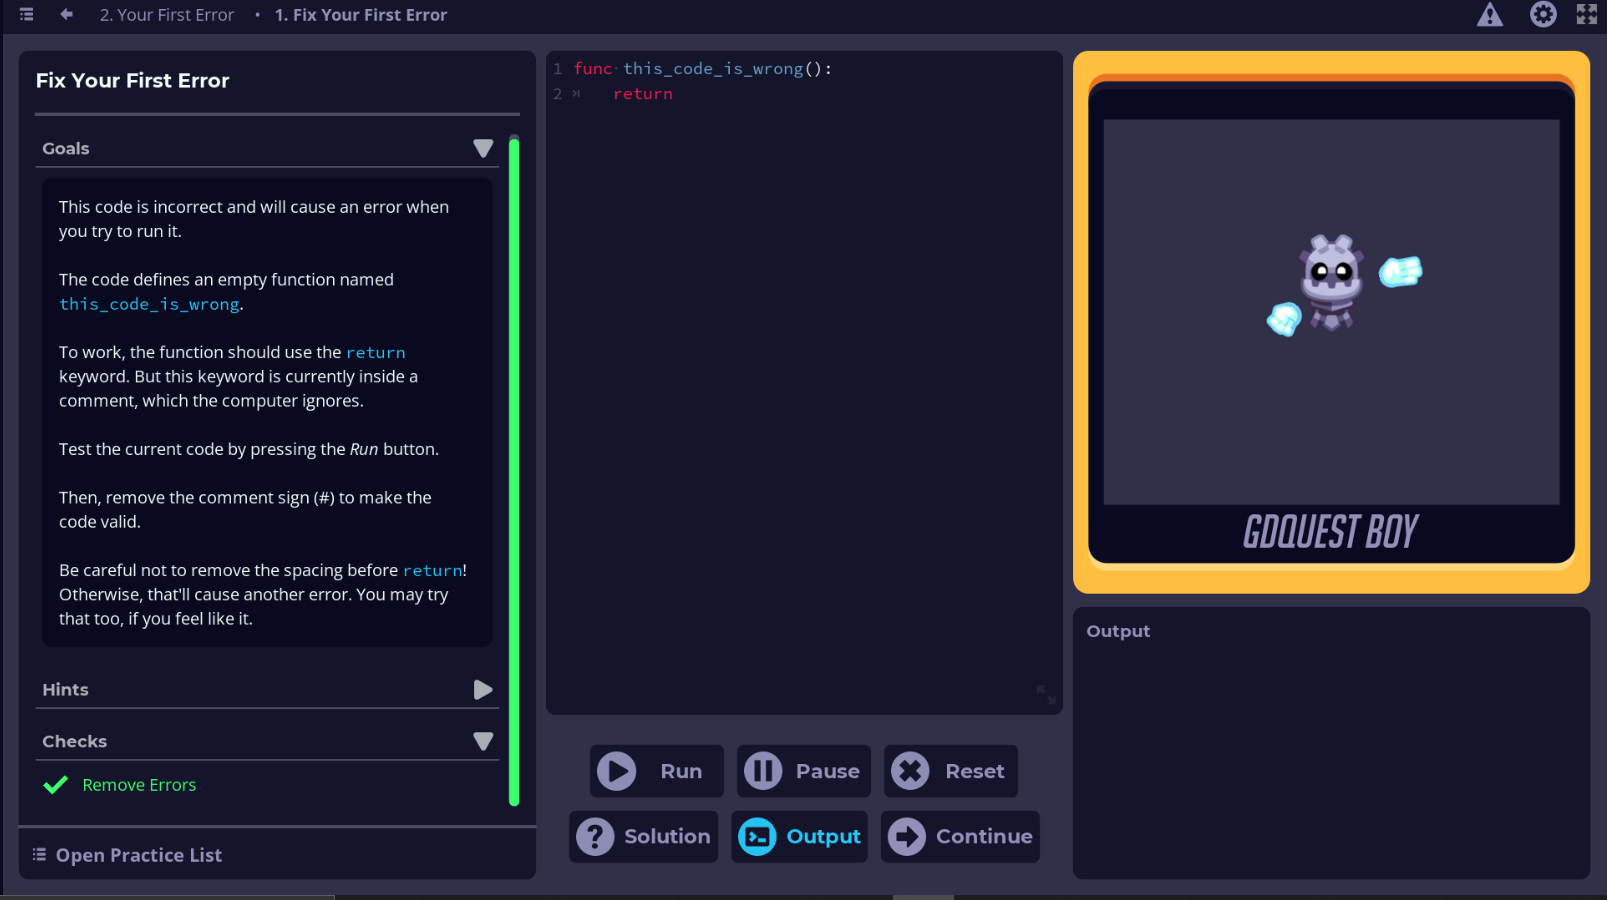 2. Your First Error • 1. Fix Your First Error
Fix Your First Error
Goals
This code is incorrect and will cause an error when
you try to run it.
The code defines an empty function named
this_code_is_wrong.
To work, the function should use the return
keyword. But this keyword is currently inside a
comment, which the computer ignores.
Test the current code by pressing the Run button.
Then, remove the comment sign (#) to make the
code valid.
Be careful not to remove the spacing before return!
Otherwise, that'll cause another error. You may try
that too, if you feel like it.
Hints
Checks
Remove Errors
Open Practice List
1 func this_code_is_wrong():
2 return
Run
Pause
Reset
? Solution
Output
Continue
GDQUEST BOY
Output